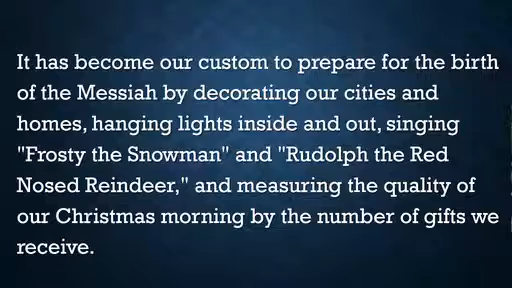 It has become our custom to prepare for the birth
of the Messiah by decorating our cities and
homes, hanging lights inside and out, singing
"Frosty the Snowman" and "Rudolph the Red
Nosed Reindeer," and measuring the quality of
our Christmas morning by the number of gifts we
receive.